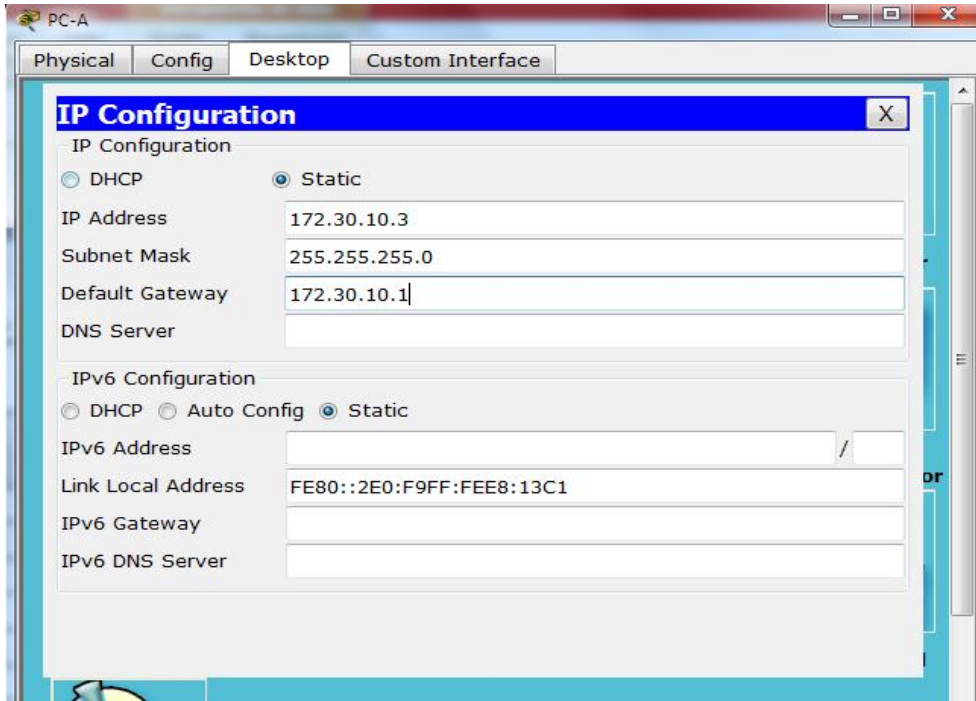 PC-A
Physical Config Desktop Custom Interface
IP Configuration X
IP Configuration
DHCP Static
IP Address 172.30.10.3
Subnet Mask 255.255.255.0
Default Gateway 172.30.10.1
DNS Server
IPv6 Configuration
DHCP Auto Config Static
IPv6 Address /
Link Local Address FE80::2E0:F9FF:FEE8:13C1
or
IPv6 Gateway
IPv6 DNS Server